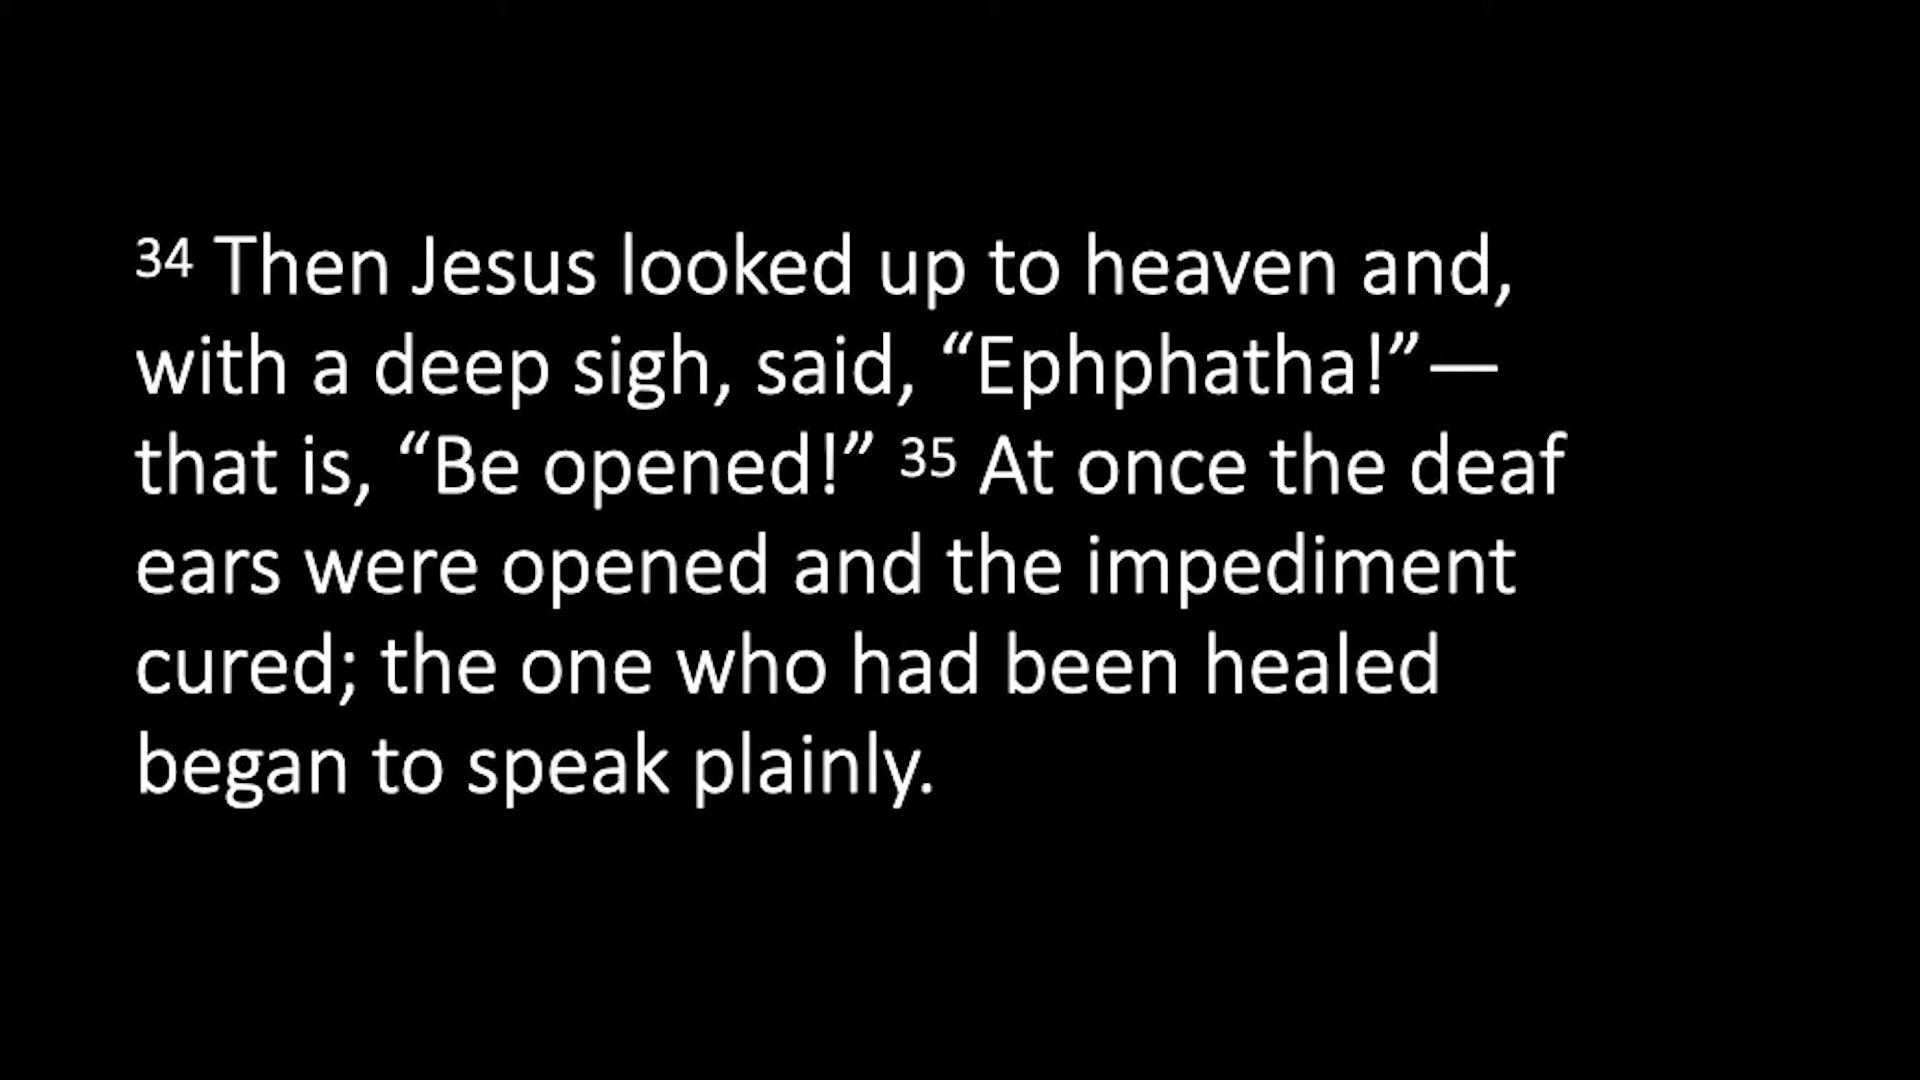 34 Then Jesus looked up to heaven and,
with a deep sigh, said, “Ephphatha!”—
that is, “Be opened!” 35 At once the deaf
ears were opened and the impediment
cured; the one who had been healed
began to speak plainly.